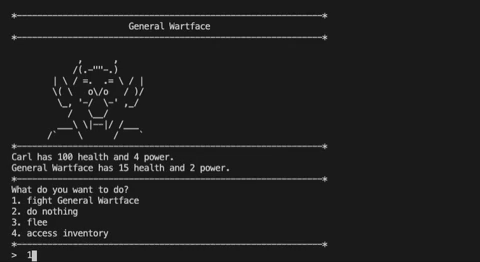 General Wartface
Carl has 100 health and 4 power.
General Wartface has 15 health and 2 power.
What do you want to do?
1. fight General Wartface
2. do nothing
3. flee
4. access inventory
> 1